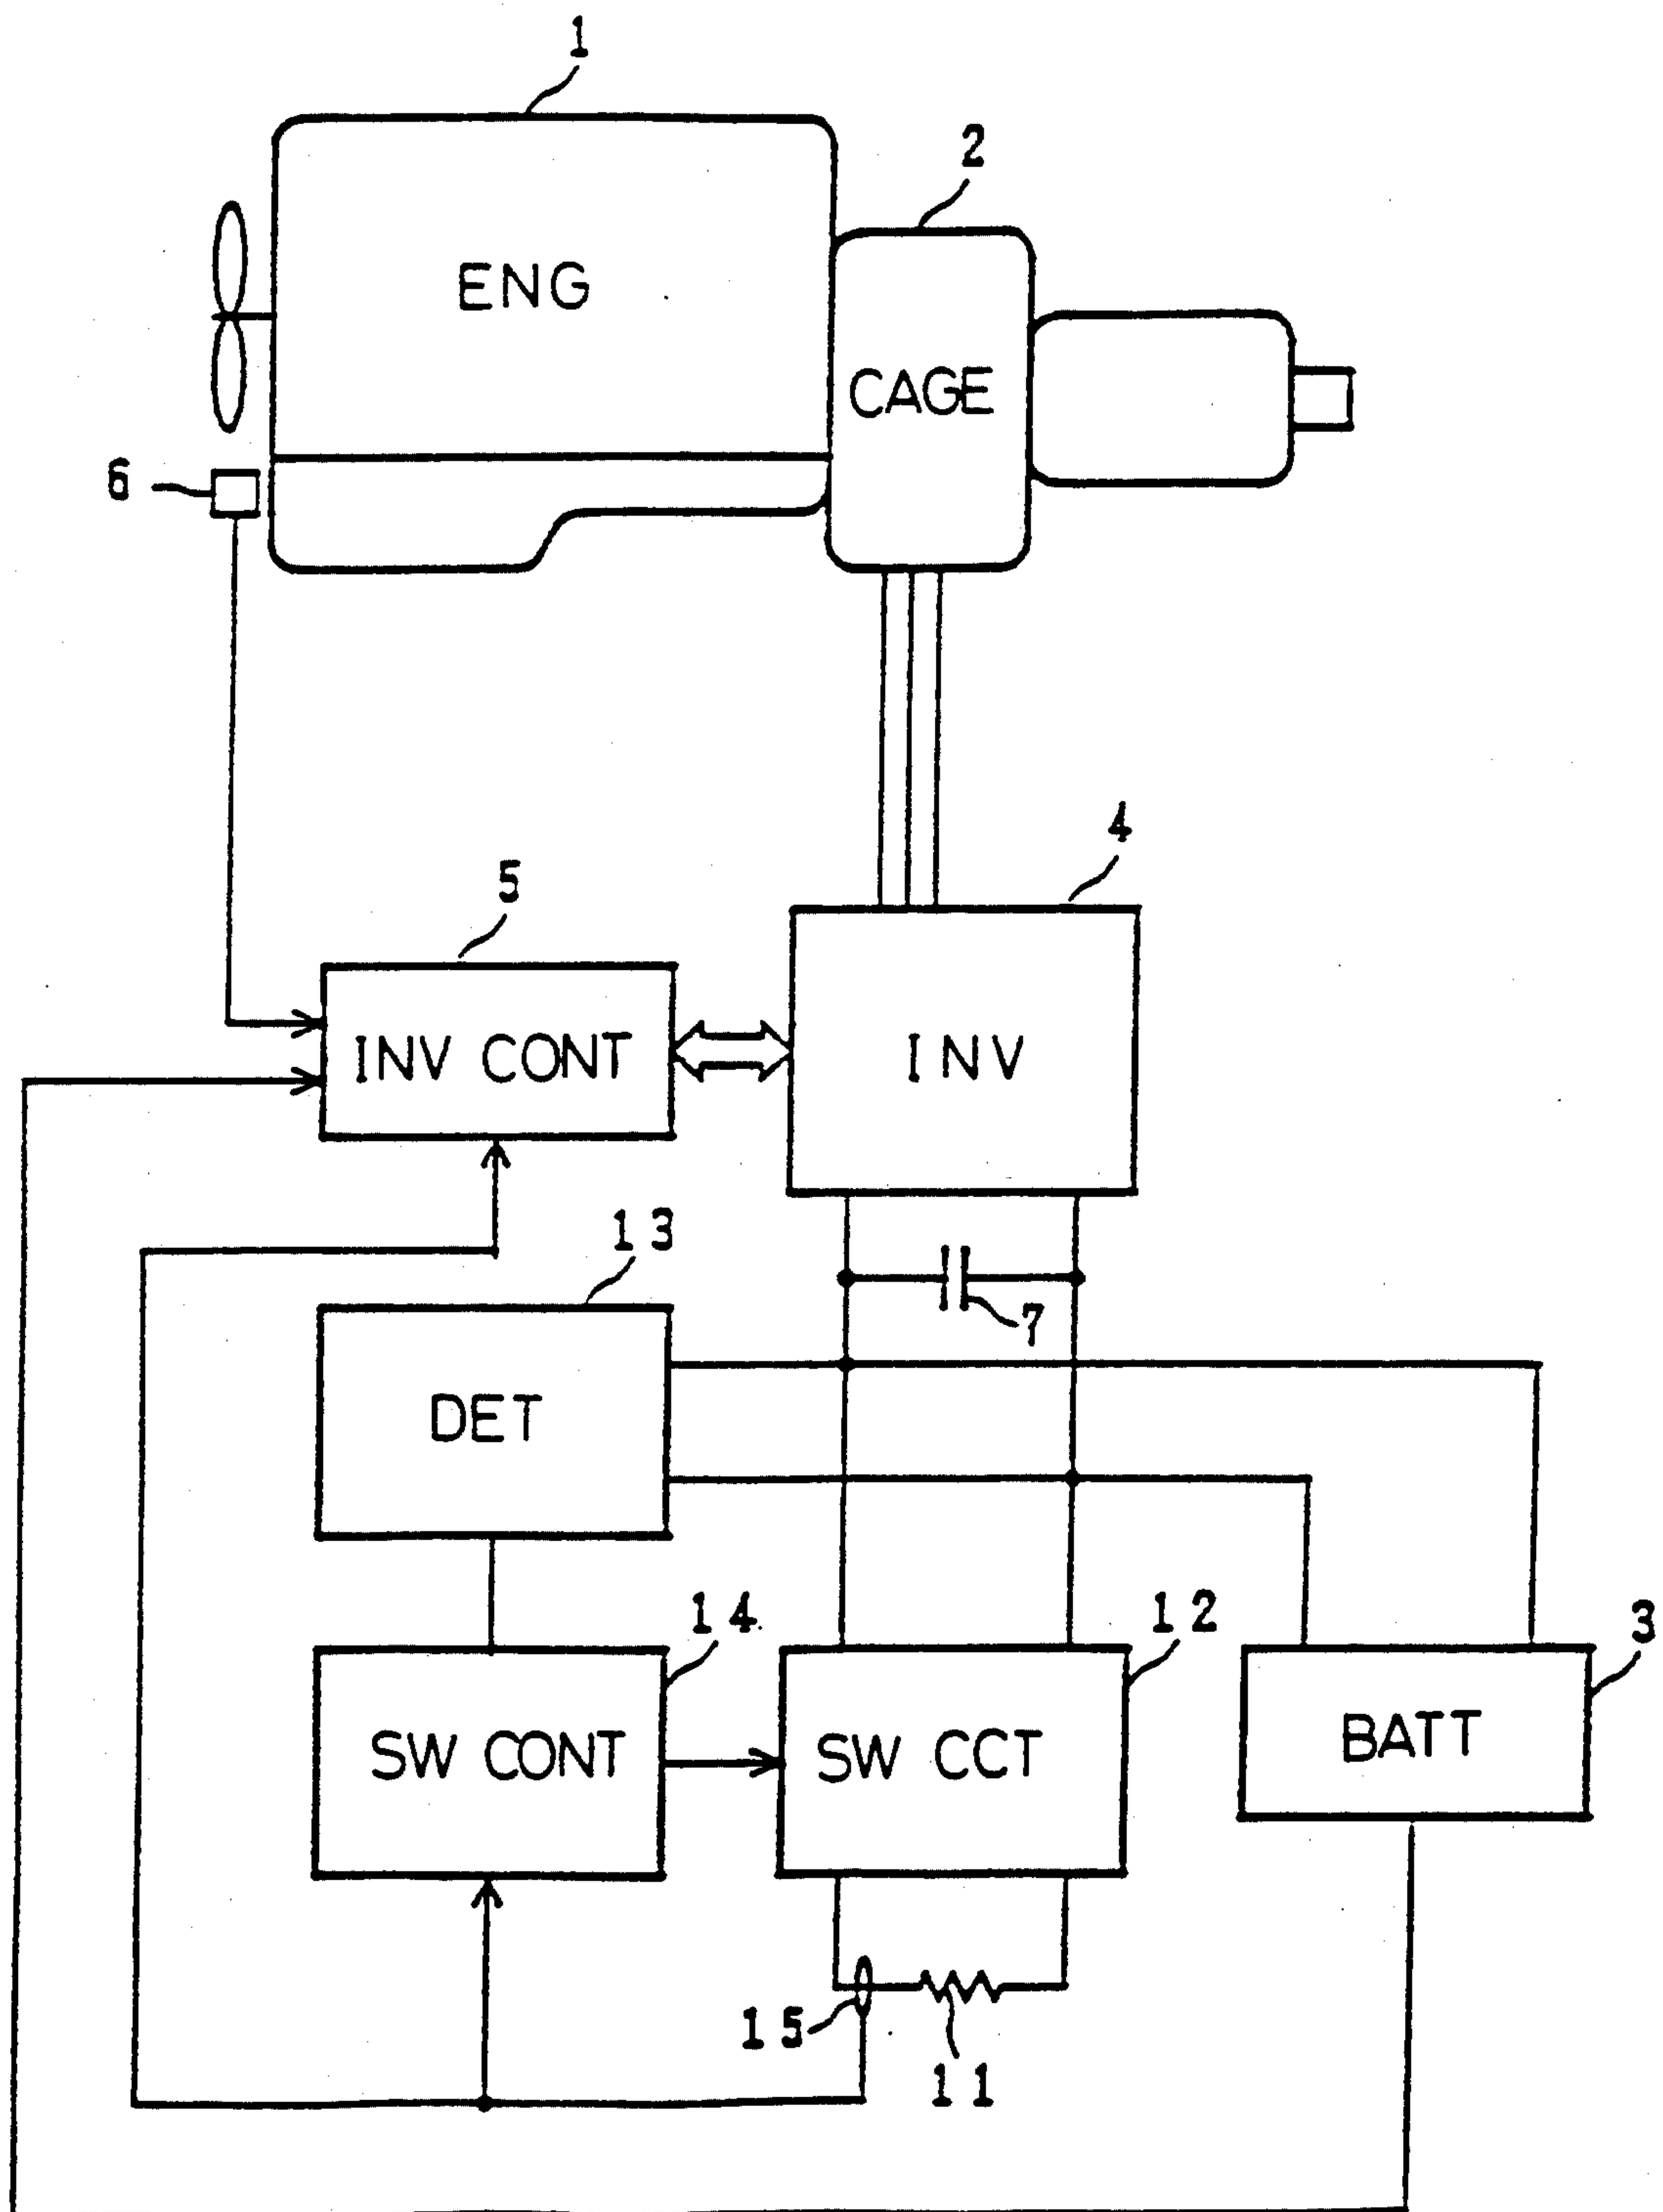 1
2
ENG
CAGE
6
4
5
INV CONT
INV
13
7
DET
14
12
3
SW CONT
SW CCT
BATT
15
11